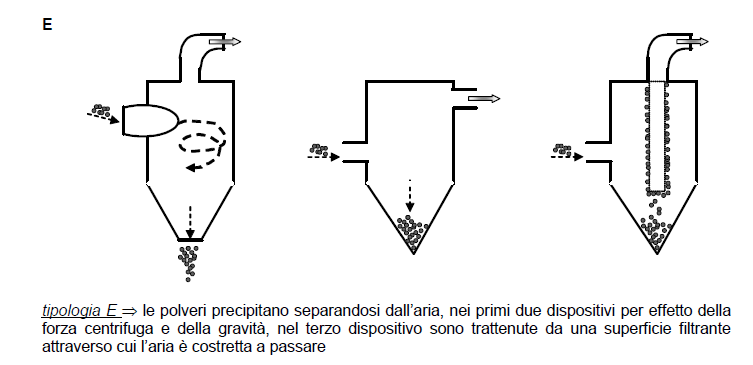 E
tipologia E ⇒ le polveri precipitano separandosi dall'aria, nei primi due dispositivi per effetto della
forza centrifuga e della gravità, nel terzo dispositivo sono trattenute da una superficie filtrante
attraverso cui l'aria è costretta a passare